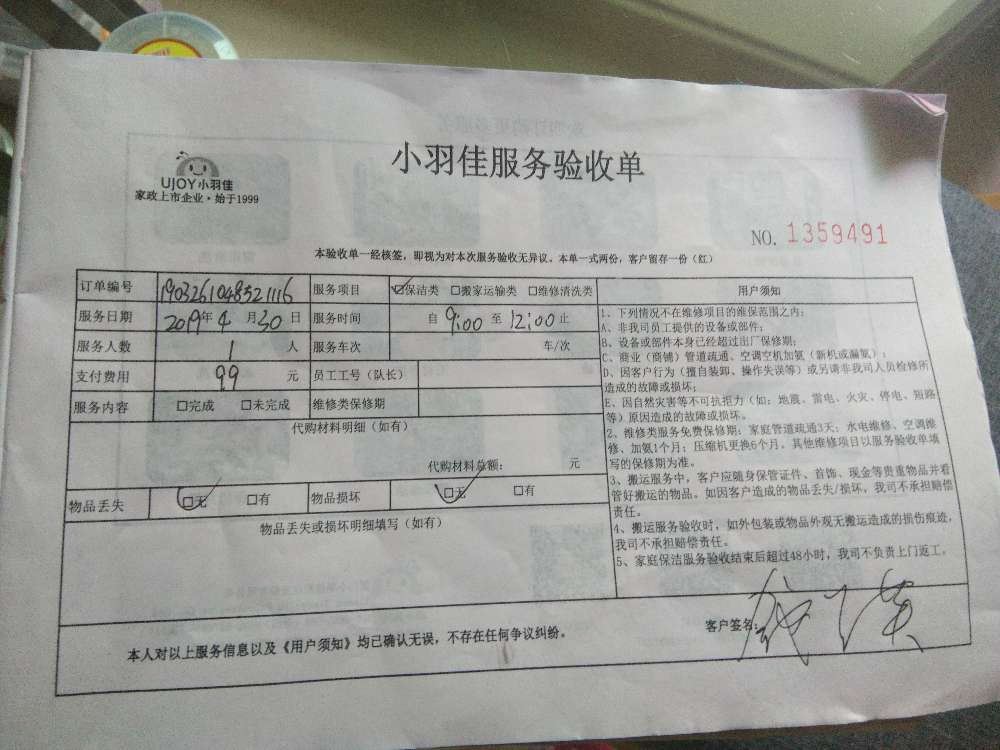 UJOY小羽佳
家政上市企业·始于1999
小羽佳服务验收单
NO. 1359491
本验收单一经核签，即视为对本次服务验收无异议。本单一式两份，客户留存一份（红）
订单编号 1903261048521116 服务项目 ☑保洁类 □搬家运输类 □维修清洗类
服务日期 2019年 4 月 30 日 服务时间 自 9:00 至 12:00 止
服务人数 1 人 服务车次 车/次
支付费用 99 元 员工工号（队长）
服务内容 □完成 □未完成 维修类保修期
代购材料明细（如有）
代购材料总额： 元
物品丢失 ☑无 □有 物品损坏 ☑无 □有
物品丢失或损坏明细填写（如有）
用户须知
1、下列情况不在维修项目的维保范围之内：
A、非我司员工提供的设备或部件；
B、设备或部件本身已经超过出厂保修期；
C、商业（商铺）管道疏通、空调空机加氨（新机或漏氨）；
D、因客户行为（擅自装卸、操作失误等）或另请非我司人员检修所
造成的故障或损坏；
E、因自然灾害等不可抗拒力（如：地震、雷电、火灾、停电、短路
等）原因造成的故障或损坏。
2、维修类服务免费保修期：家庭管道疏通3天；水电维修、空调维
修、加氨1个月；压缩机更换6个月。其他维修项目以服务验收单填
写的保修期为准。
3、搬运服务中，客户应随身保管证件、首饰、现金等贵重物品并看
管好搬运的物品。如因客户造成的物品丢失/损坏，我司不承担赔偿
责任。
4、搬运服务验收时，如外包装或物品外观无搬运造成的损伤痕迹，
我司不承担赔偿责任。
5、家庭保洁服务验收结束后超过48小时，我司不负责上门返工。
客户签名：
本人对以上服务信息以及《用户须知》均已确认无误，不存在任何争议纠纷。